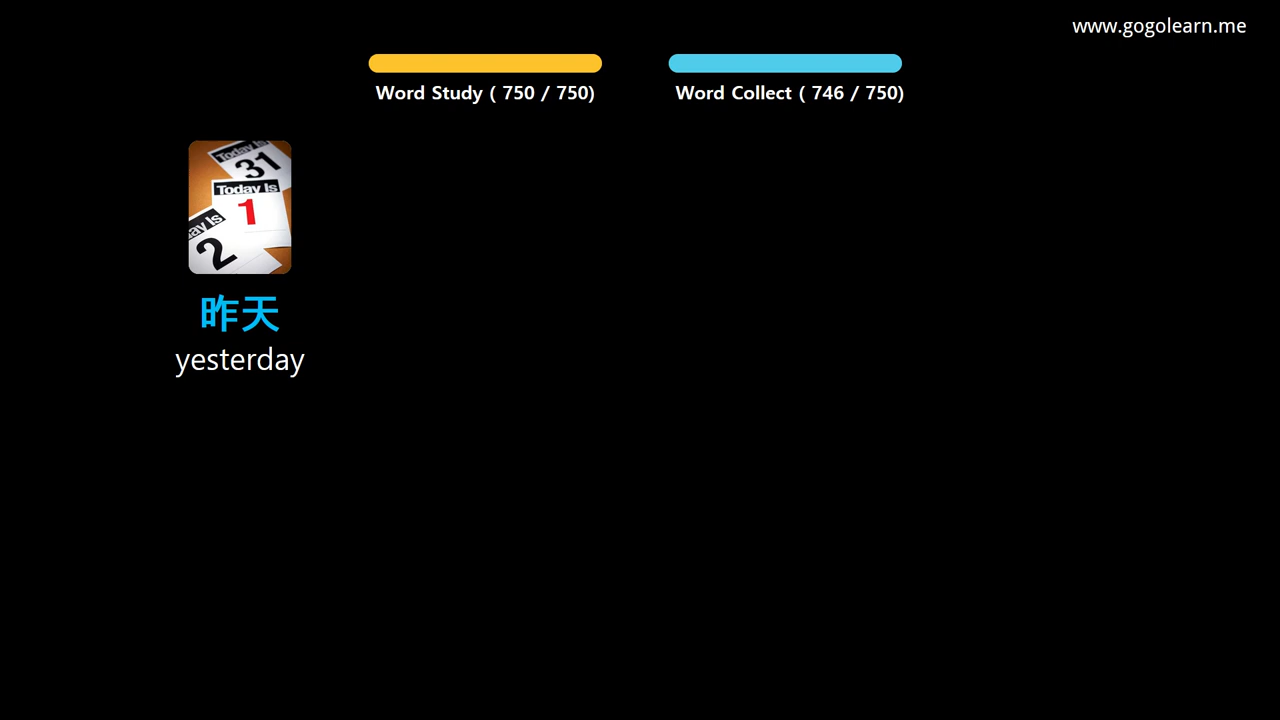 www.gogolearn.me
Word Study ( 750 / 750)
Word Collect ( 746 / 750)
Today Is
31
Today Is
1
ay Is
2
昨天
yesterday